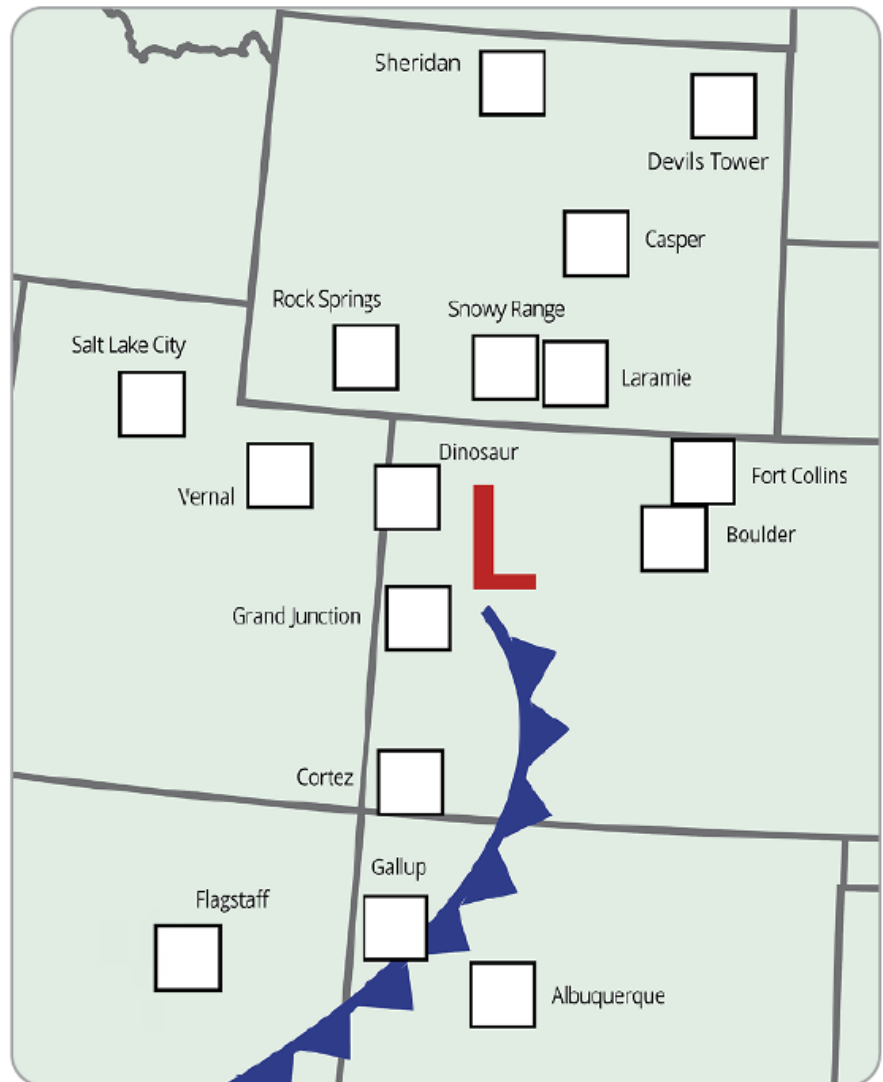 Sheridan
Devils Tower
Casper
Rock Springs
Snowy Range
Salt Lake City
Laramie
Dinosaur
Fort Collins
Vernal
Boulder
L
Grand Junction
Cortez
Gallup
Flagstaff
Albuquerque